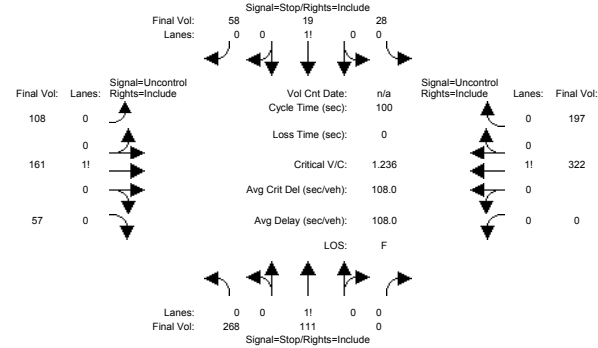 Signal=Stop/Rights=Include
Final Vol: 58 19 28
Lanes: 0 0 1! 0 0
Signal=Uncontrol Signal=Uncontrol
Final Vol: Lanes: Rights=Include Vol Cnt Date: n/a Rights=Include Lanes: Final Vol:
Cycle Time (sec): 100
108 0 0 197
Loss Time (sec): 0
0 0
161 1! Critical V/C: 1.236 1! 322
0 Avg Crit Del (sec/veh): 108.0 0
57 0 Avg Delay (sec/veh): 108.0 0 0
LOS: F
Lanes: 0 0 1! 0 0
Final Vol: 268 111 0
Signal=Stop/Rights=Include